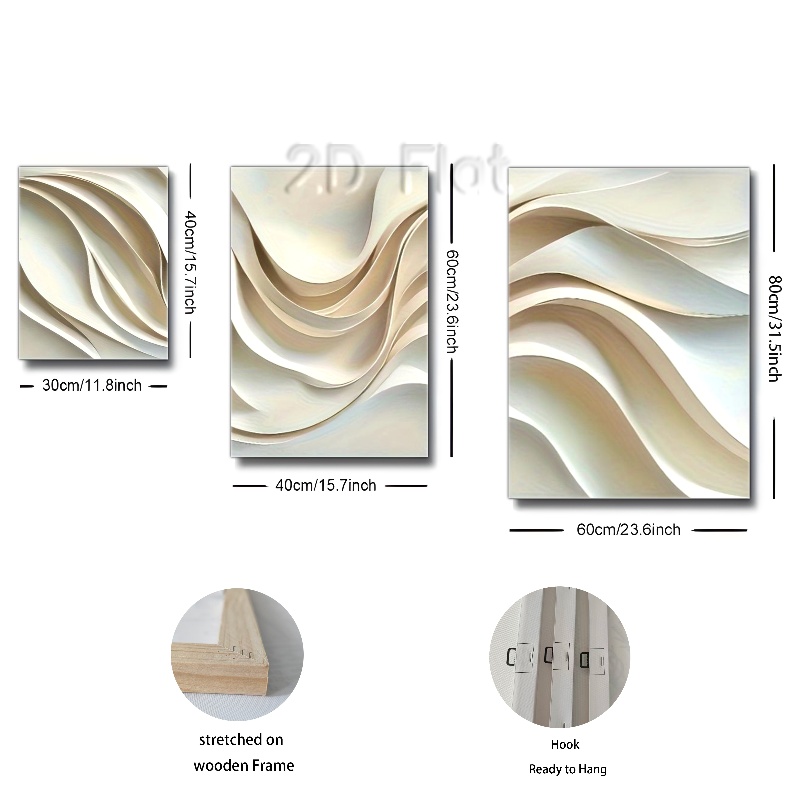 2D Flat
40cm/15.7inch
30cm/11.8inch
60cm/23.6inch
40cm/15.7inch
80cm/31.5inch
60cm/23.6inch
stretched on
wooden Frame
Hook
Ready to Hang